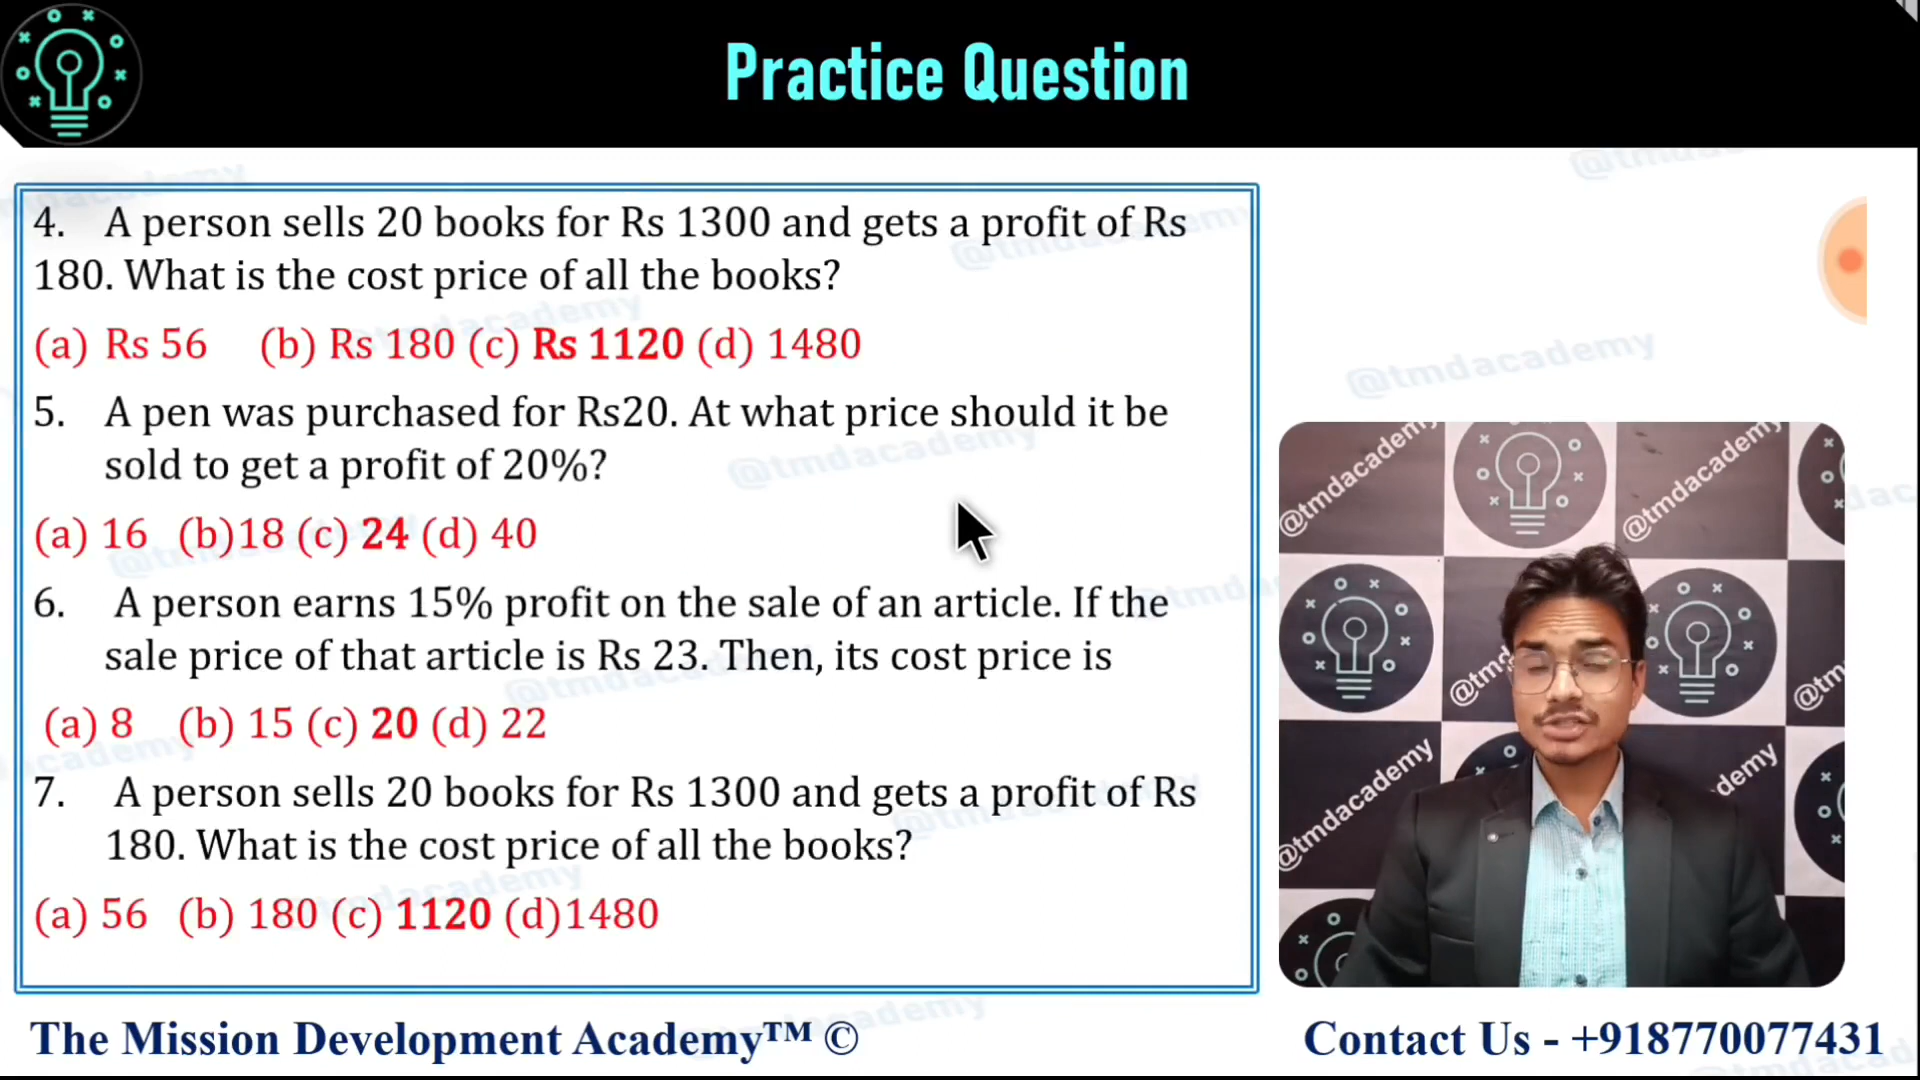 Practice Question
4. A person sells 20 books for Rs 1300 and gets a profit of Rs
180. What is the cost price of all the books?
(a) Rs 56 (b) Rs 180 (c) Rs 1120 (d) 1480
5. A pen was purchased for Rs20. At what price should it be
sold to get a profit of 20%?
(a) 16 (b)18 (c) 24 (d) 40
6. A person earns 15% profit on the sale of an article. If the
sale price of that article is Rs 23. Then, its cost price is
(a) 8 (b) 15 (c) 20 (d) 22
7. A person sells 20 books for Rs 1300 and gets a profit of Rs
180. What is the cost price of all the books?
(a) 56 (b) 180 (c) 1120 (d)1480
@tmdacademy
@tmdacademy
@tmdacademy
@tmdacademy
The Mission Development Academy™ ©
Contact Us - +918770077431